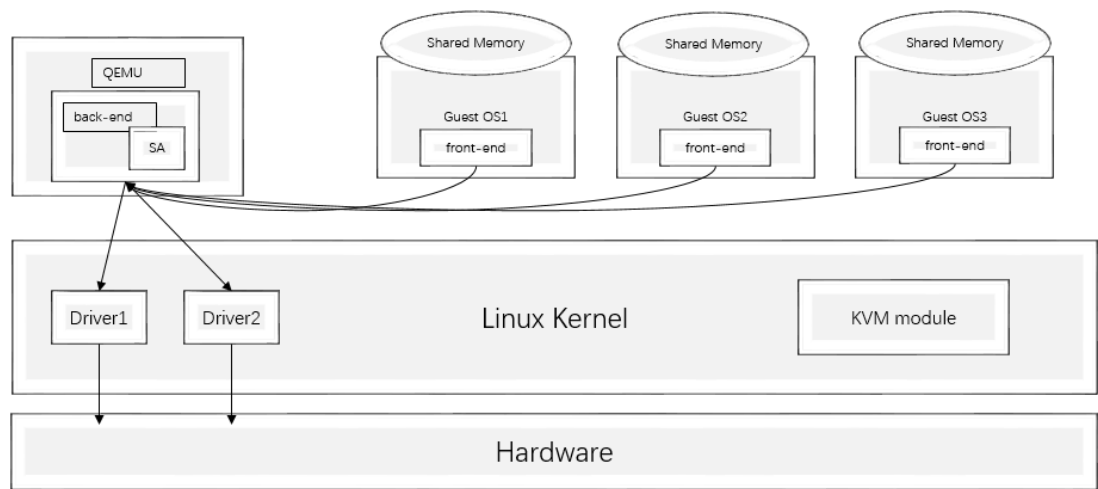 Shared Memory
Shared Memory
Shared Memory
QEMU
back-end
SA
Guest OS1
front-end
Guest OS2
front-end
Guest OS3
front-end
Driver1
Driver2
Linux Kernel
KVM module
Hardware